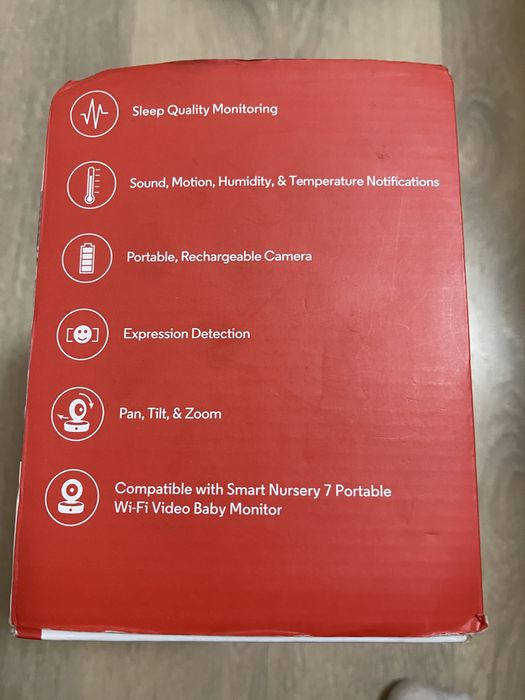 Sleep Quality Monitoring
Sound, Motion, Humidity, & Temperature Notifications
Portable, Rechargeable Camera
Expression Detection
Pan, Tilt, & Zoom
Compatible with Smart Nursery 7 Portable
Wi-Fi Video Baby Monitor